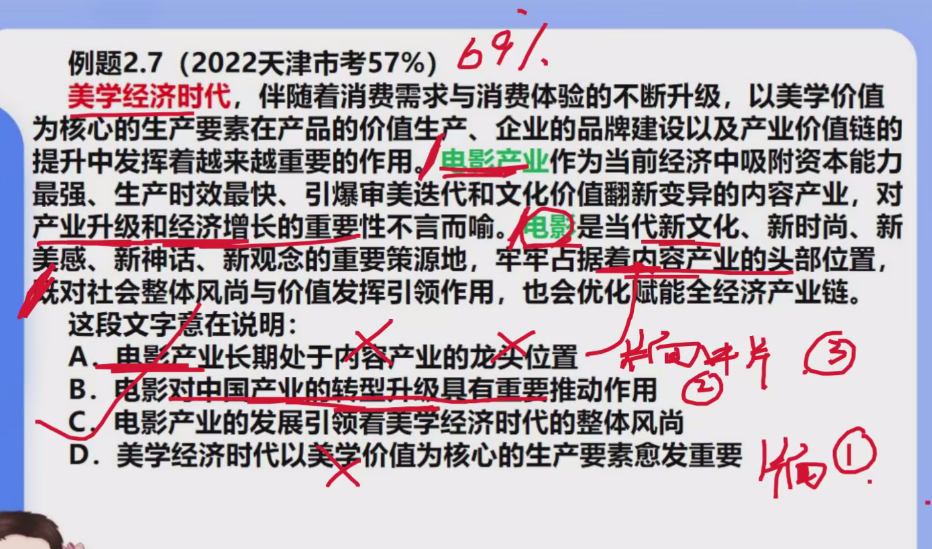 例题2.7（2022天津市考57%） 69%.
美学经济时代，伴随着消费需求与消费体验的不断升级，以美学价值
为核心的生产要素在产品的价值生产、企业的品牌建设以及产业价值链的
提升中发挥着越来越重要的作用。电影产业作为当前经济中吸附资本能力
最强、生产时效最快、引爆审美迭代和文化价值翻新变异的内容产业，对
产业升级和经济增长的重要性不言而喻。电影是当代新文化、新时尚、新
美感、新神话、新观念的重要策源地，牢牢占据着内容产业的头部位置，
既对社会整体风尚与价值发挥引领作用，也会优化赋能全经济产业链。
这段文字意在说明：
A．电影产业长期处于内容产业的龙头位置 片面 片 ③
B．电影对中国产业的转型升级具有重要推动作用 ②
C．电影产业的发展引领着美学经济时代的整体风尚
D．美学经济时代以美学价值为核心的生产要素愈发重要 片面 ①